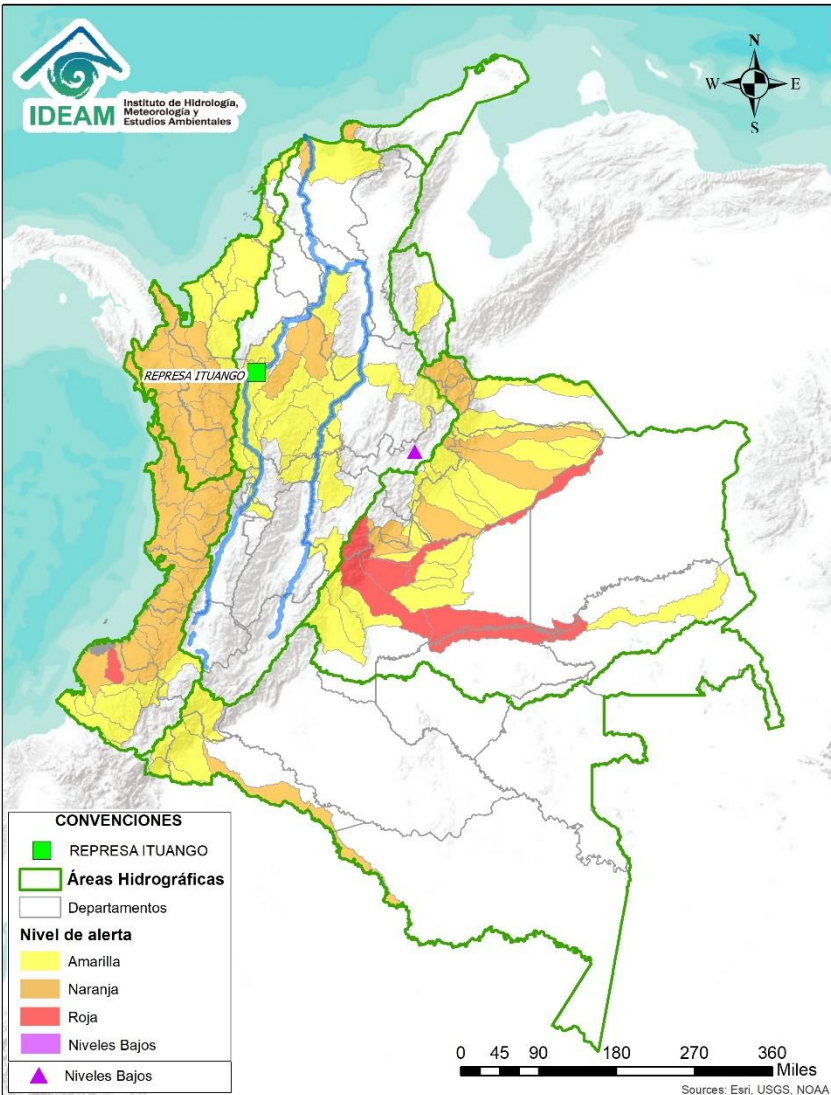 IDEAM
Instituto de Hidrología,
Meteorología y
Estudios Ambientales
N
W
E
S
REPRESA ITUANGO
CONVENCIONES
REPRESA ITUANGO
Áreas Hidrográficas
Departamentos
Nivel de alerta
Amarilla
Naranja
Roja
Niveles Bajos
Niveles Bajos
0 45 90 180 270 360
Miles
Sources: Esri, USGS, NOAA